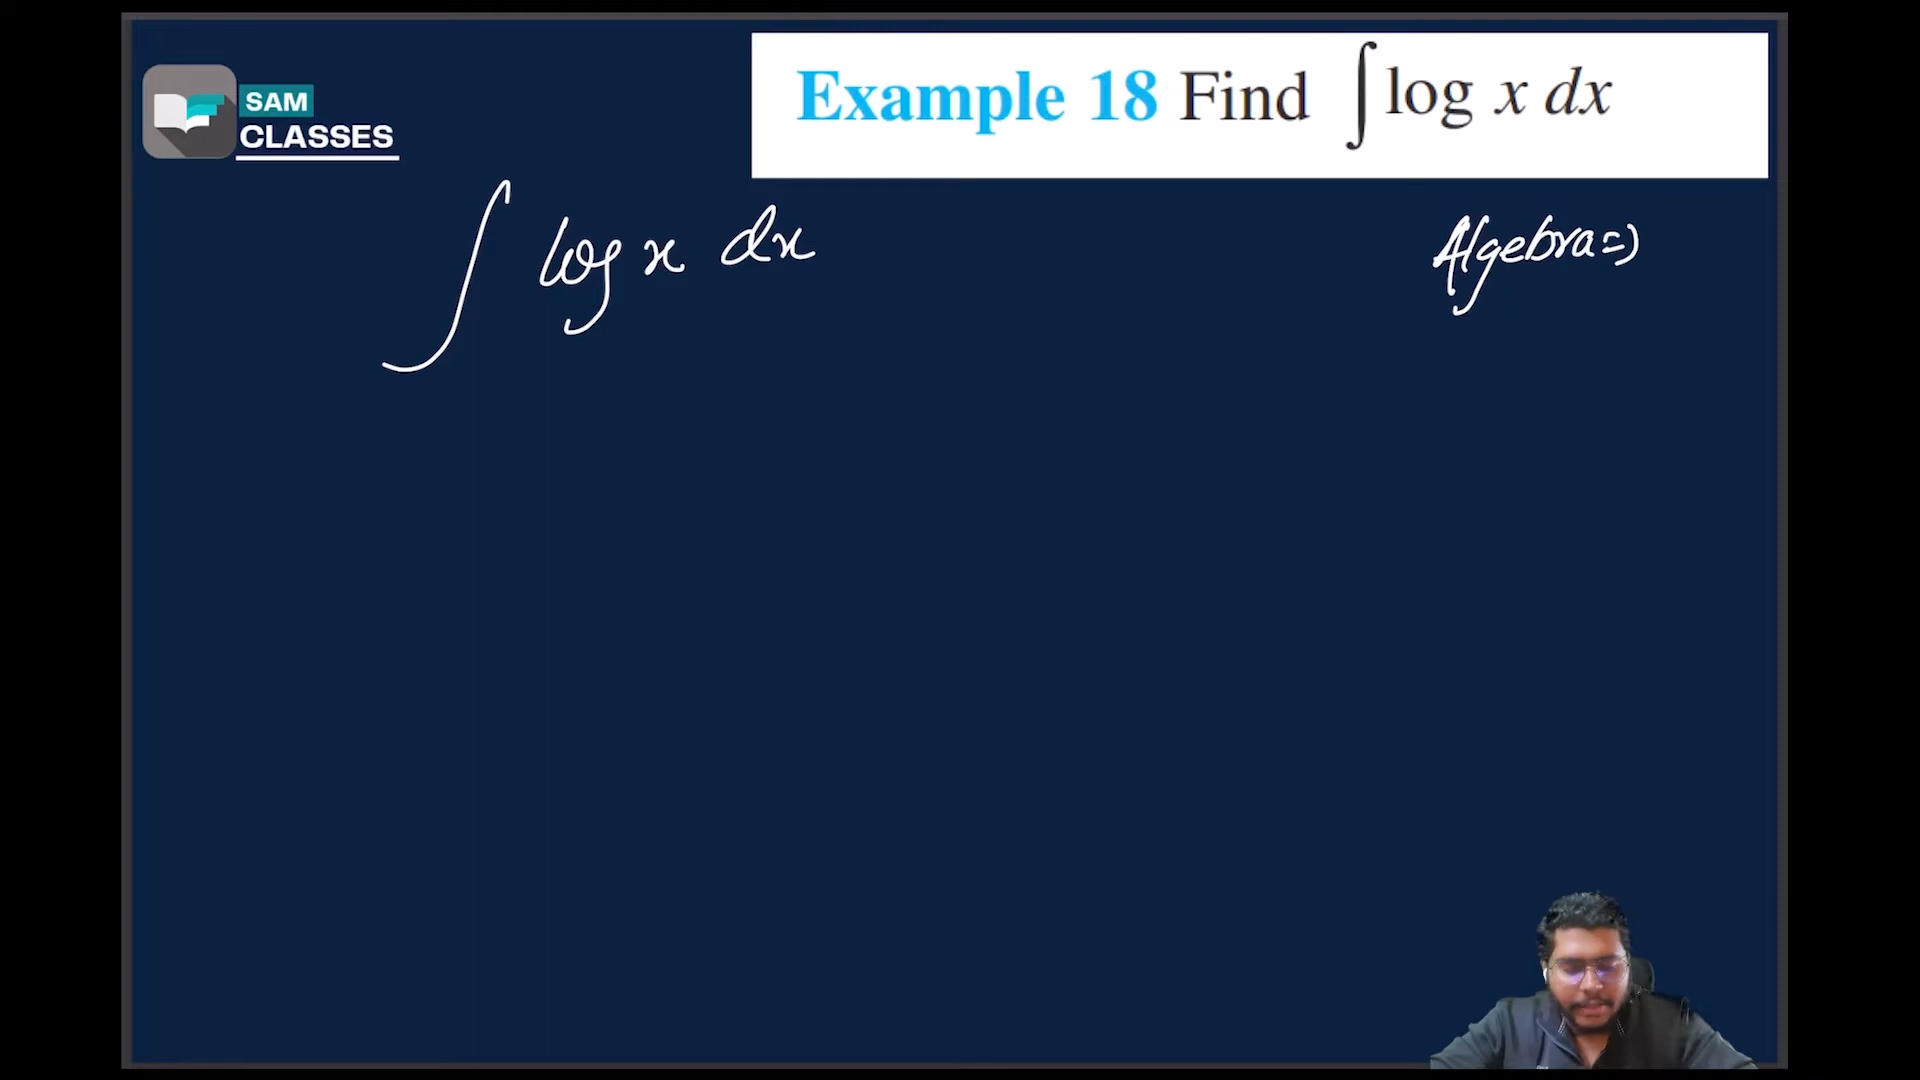 SAM
CLASSES
Example 18 Find ∫ log x dx
∫ log x dx
Algebra =)